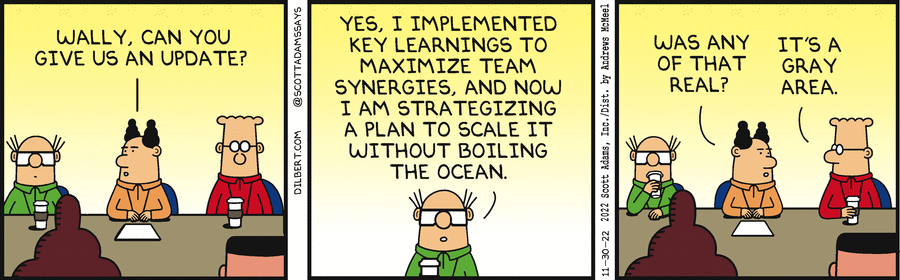 WALLY, CAN YOU
GIVE US AN UPDATE?
DILBERT.COM @SCOTTADAMSSAYS
YES, I IMPLEMENTED
KEY LEARNINGS TO
MAXIMIZE TEAM
SYNERGIES, AND NOW
I AM STRATEGIZING
A PLAN TO SCALE IT
WITHOUT BOILING
THE OCEAN.
11-30-22 2022 Scott Adams, Inc./Dist. by Andrews McMeel
WAS ANY
OF THAT
REAL?
IT'S A
GRAY
AREA.